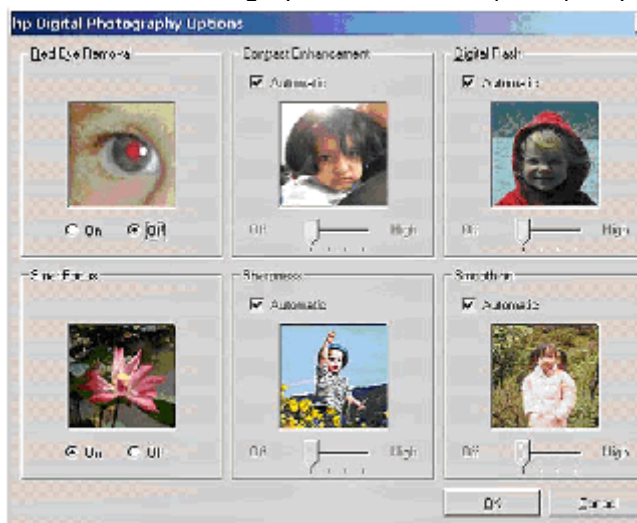 hp Digital Photography Options
Red Eye Removal
Contrast Enhancement
Digital Flash
Automatic
Automatic
On
Off
Off
High
Off
High
Smart Focus
Sharpness
Smoothing
Automatic
Automatic
On
Off
Off
High
Off
High
OK
Cancel